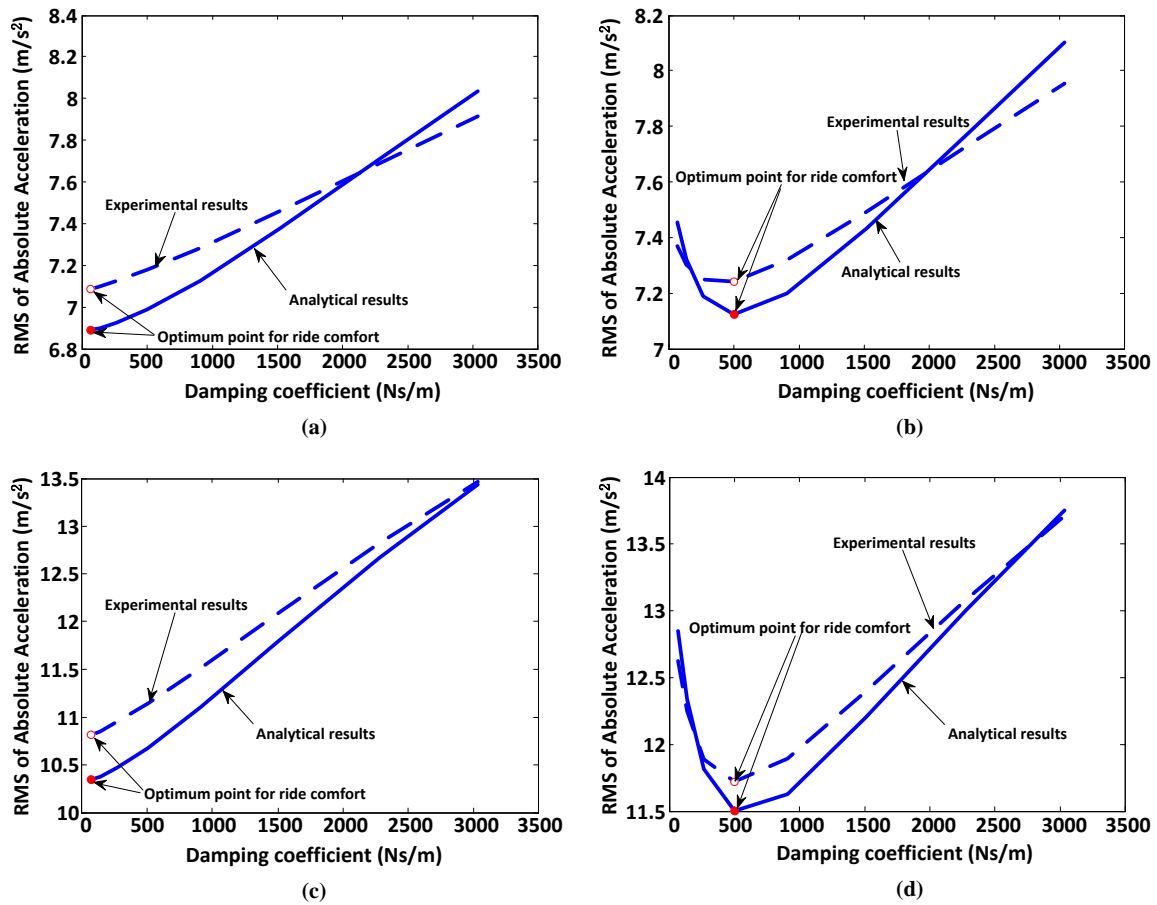 8.4
8.2
8
7.8
7.6
7.4
7.2
7
6.8
RMS of Absolute Acceleration (m/s²)
Experimental results
Analytical results
Optimum point for ride comfort
0 500 1000 1500 2000 2500 3000 3500
Damping coefficient (Ns/m)
(a)
8.2
8
7.8
7.6
7.4
7.2
7
RMS of Absolute Acceleration (m/s²)
Experimental results
Optimum point for ride comfort
Analytical results
0 500 1000 1500 2000 2500 3000 3500
Damping coefficient (Ns/m)
(b)
13.5
13
12.5
12
11.5
11
10.5
10
RMS of Absolute Acceleration (m/s²)
Experimental results
Analytical results
Optimum point for ride comfort
0 500 1000 1500 2000 2500 3000 3500
Damping coefficient (Ns/m)
(c)
14
13.5
13
12.5
12
11.5
RMS of Absolute Acceleration (m/s²)
Experimental results
Optimum point for ride comfort
Analytical results
0 500 1000 1500 2000 2500 3000 3500
Damping coefficient (Ns/m)
(d)